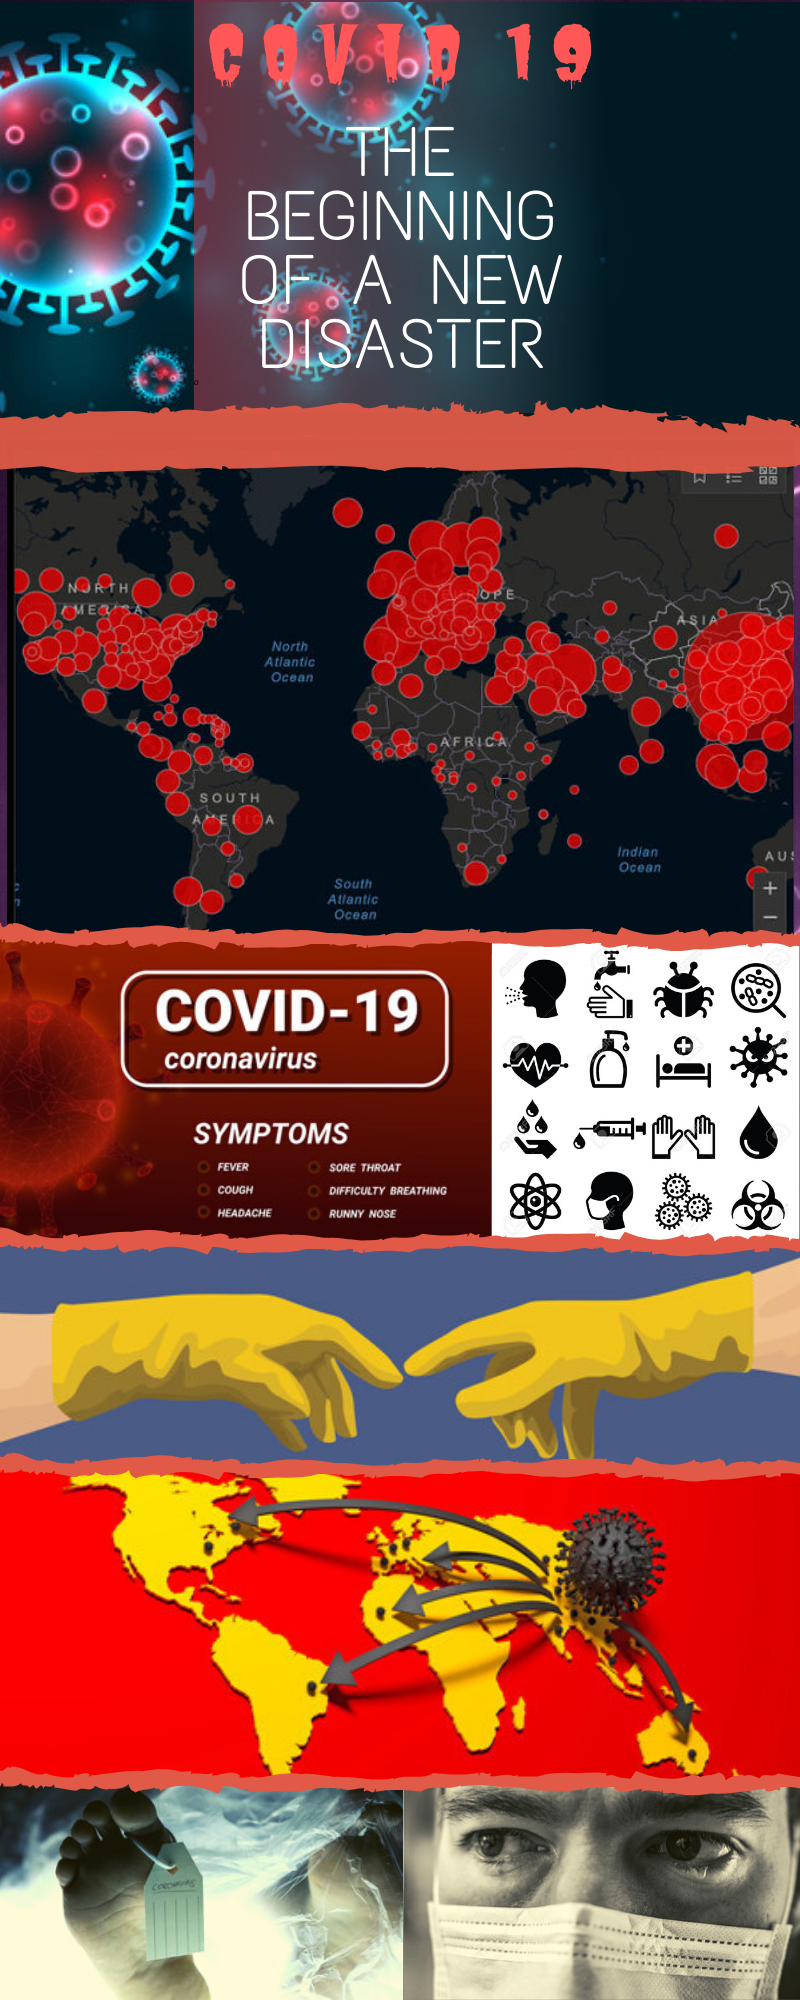 COVID 19
THE
BEGINNING
OF A NEW
DISASTER
NORTH
AMERICA
EUROPE
ASIA
North
Atlantic
Ocean
AFRICA
SOUTH
AMERICA
Indian
Ocean
AUS
South
Atlantic
Ocean
+
−
COVID-19
coronavirus
SYMPTOMS
FEVER
SORE THROAT
COUGH
DIFFICULTY BREATHING
HEADACHE
RUNNY NOSE
CORONAVIRUS